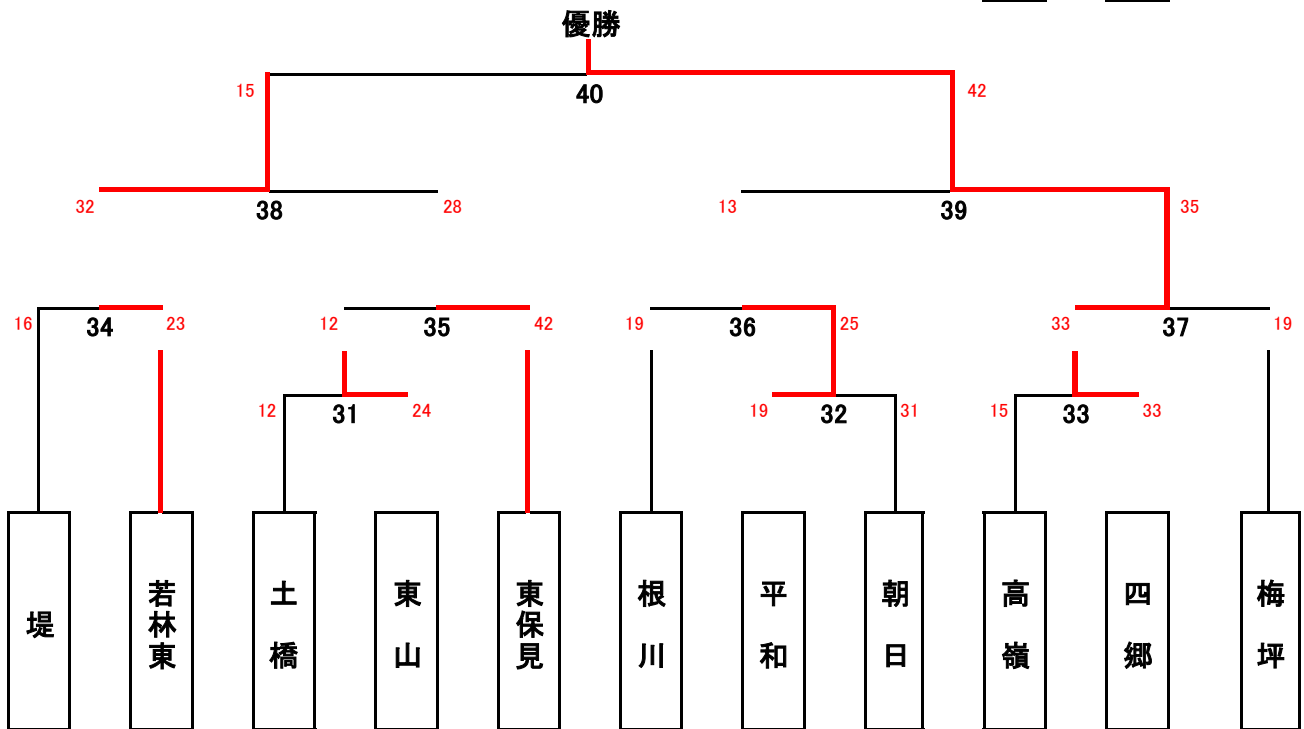 優勝
15 40 42
32 38 28 13 39 35
16 34 23 12 35 42 19 36 25 33 37 19
12 31 24 19 32 31 15 33 33
堤
若林東
土橋
東山
東保見
根川
平和
朝日
高嶺
四郷
梅坪